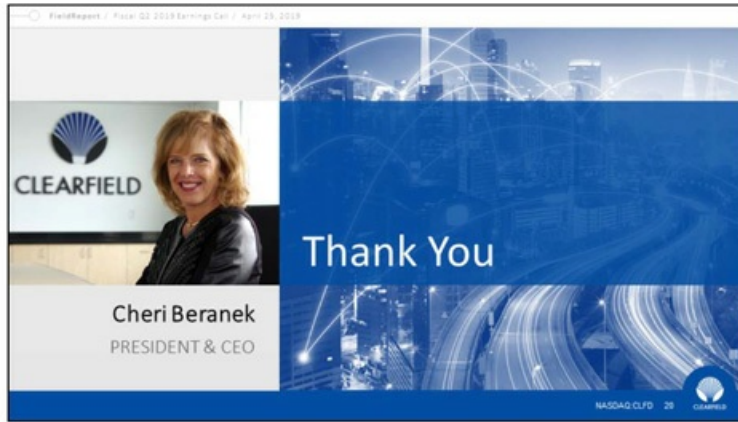 FieldReport / Fiscal Q2 2019 Earnings Call / April 25, 2019
CLEARFIELD
Thank You
Cheri Beranek
PRESIDENT & CEO
NASDAQ:CLFD 20
CLEARFIELD